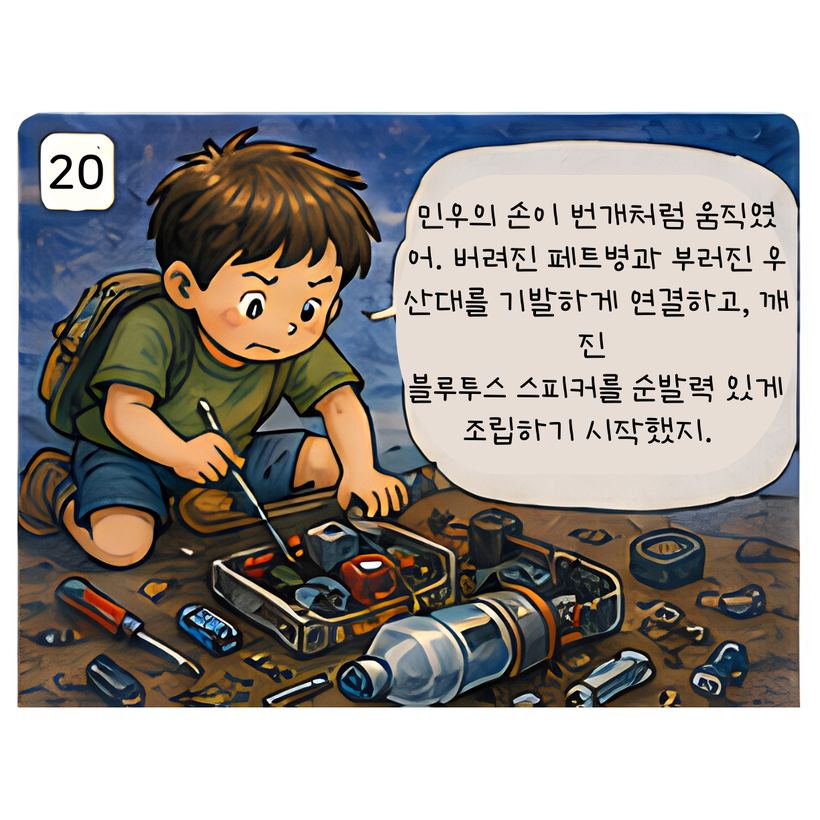 20
민우의 손이 번개처럼 움직였
어. 버려진 페트병과 부러진 우
산대를 기발하게 연결하고, 깨
진
블루투스 스피커를 순발력 있게
조립하기 시작했지.